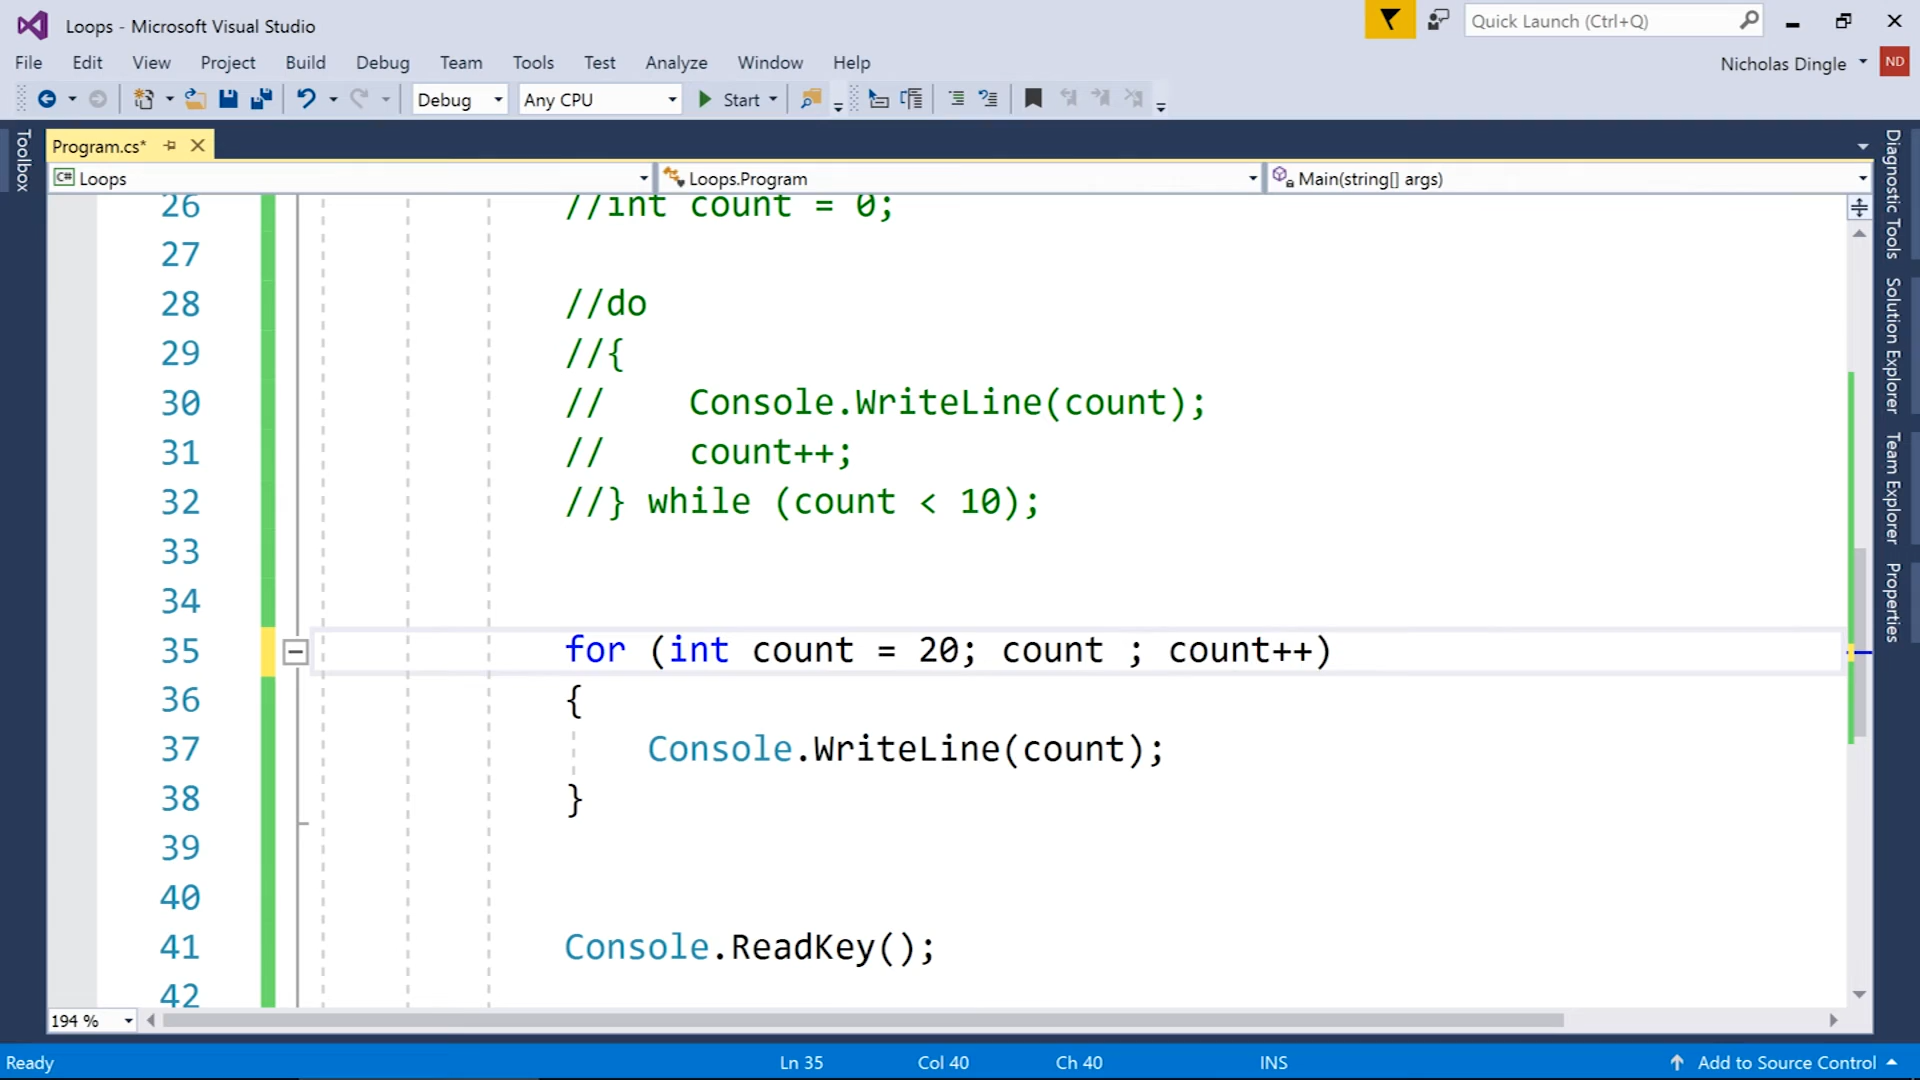 Loops - Microsoft Visual Studio
Quick Launch (Ctrl+Q)
File Edit View Project Build Debug Team Tools Test Analyze Window Help
Nicholas Dingle ND
Debug Any CPU Start
Toolbox
Program.cs*
C# Loops
Loops.Program
Main(string[] args)
26 //int count = 0;
27
28 //do
29 //{
30 //    Console.WriteLine(count);
31 //    count++;
32 //} while (count < 10);
33
34
35 for (int count = 20; count ; count++)
36 {
37     Console.WriteLine(count);
38 }
39
40
41 Console.ReadKey();
42
Diagnostic Tools
Solution Explorer
Team Explorer
Properties
194 %
Ready Ln 35 Col 40 Ch 40 INS Add to Source Control